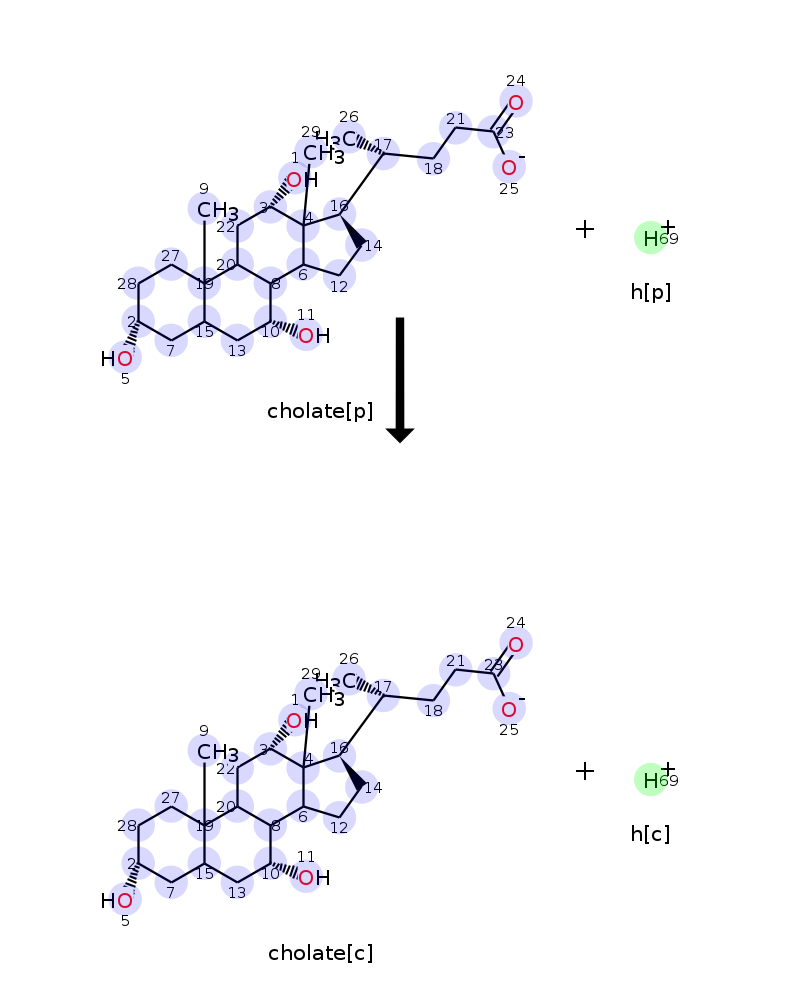 24
O
26
29
H₃C
17
21
23
CH₃
1
OH
18
O⁻
25
9
CH₃
3
4
16
22
14
+
H⁺
69
27
20
28
19
8
6
12
h[p]
2
15
10
11
OH
7
13
HO
5
cholate[p]
24
O
26
29
H₃C
17
21
23
CH₃
1
OH
18
O⁻
25
9
CH₃
3
4
16
22
14
+
H⁺
69
27
20
28
19
8
6
12
h[c]
2
15
10
11
OH
7
13
HO
5
cholate[c]